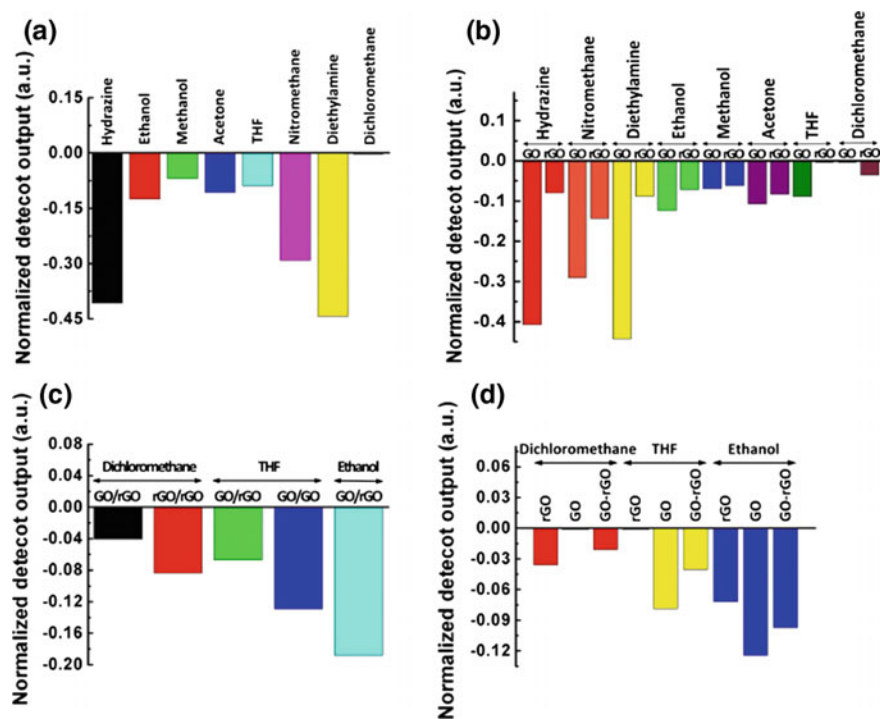 (a)
Normalized detecot output (a.u.)
0.15
0.00
-0.15
-0.30
-0.45
Hydrazine
Ethanol
Methanol
Acetone
THF
Nitromethane
Diethylamine
Dichloromethane
(b)
Normalized detecot output (a.u.)
0.1
0.0
-0.1
-0.2
-0.3
-0.4
Hydrazine
Nitromethane
Diethylamine
Ethanol
Methanol
Acetone
THF
Dichloromethane
GO rGO GO rGO GO rGO GO rGO GO rGO GO rGO GO rGO GO rGO
(c)
Normalized detecot output (a.u.)
0.08
0.04
0.00
-0.04
-0.08
-0.12
-0.16
-0.20
Dichloromethane THF Ethanol
GO/rGO rGO/rGO GO/rGO GO/GO GO/rGO
(d)
Normalized detecot output (a.u.)
0.06
0.03
0.00
-0.03
-0.06
-0.09
-0.12
Dichloromethane THF Ethanol
rGO GO GO-rGO rGO GO GO-rGO rGO GO GO-rGO